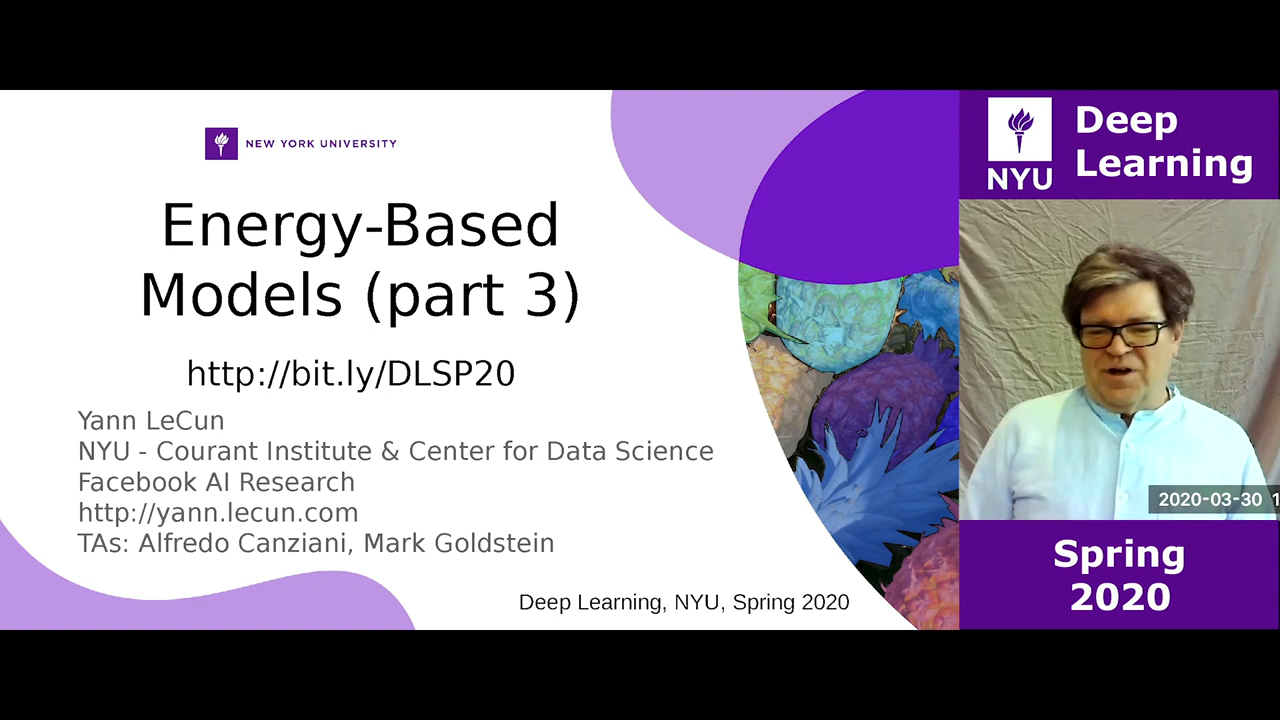 NEW YORK UNIVERSITY
Energy-Based
Models (part 3)
http://bit.ly/DLSP20
Yann LeCun
NYU - Courant Institute & Center for Data Science
Facebook AI Research
http://yann.lecun.com
TAs: Alfredo Canziani, Mark Goldstein
Deep Learning, NYU, Spring 2020
NYU
Deep
Learning
2020-03-30 1
Spring
2020